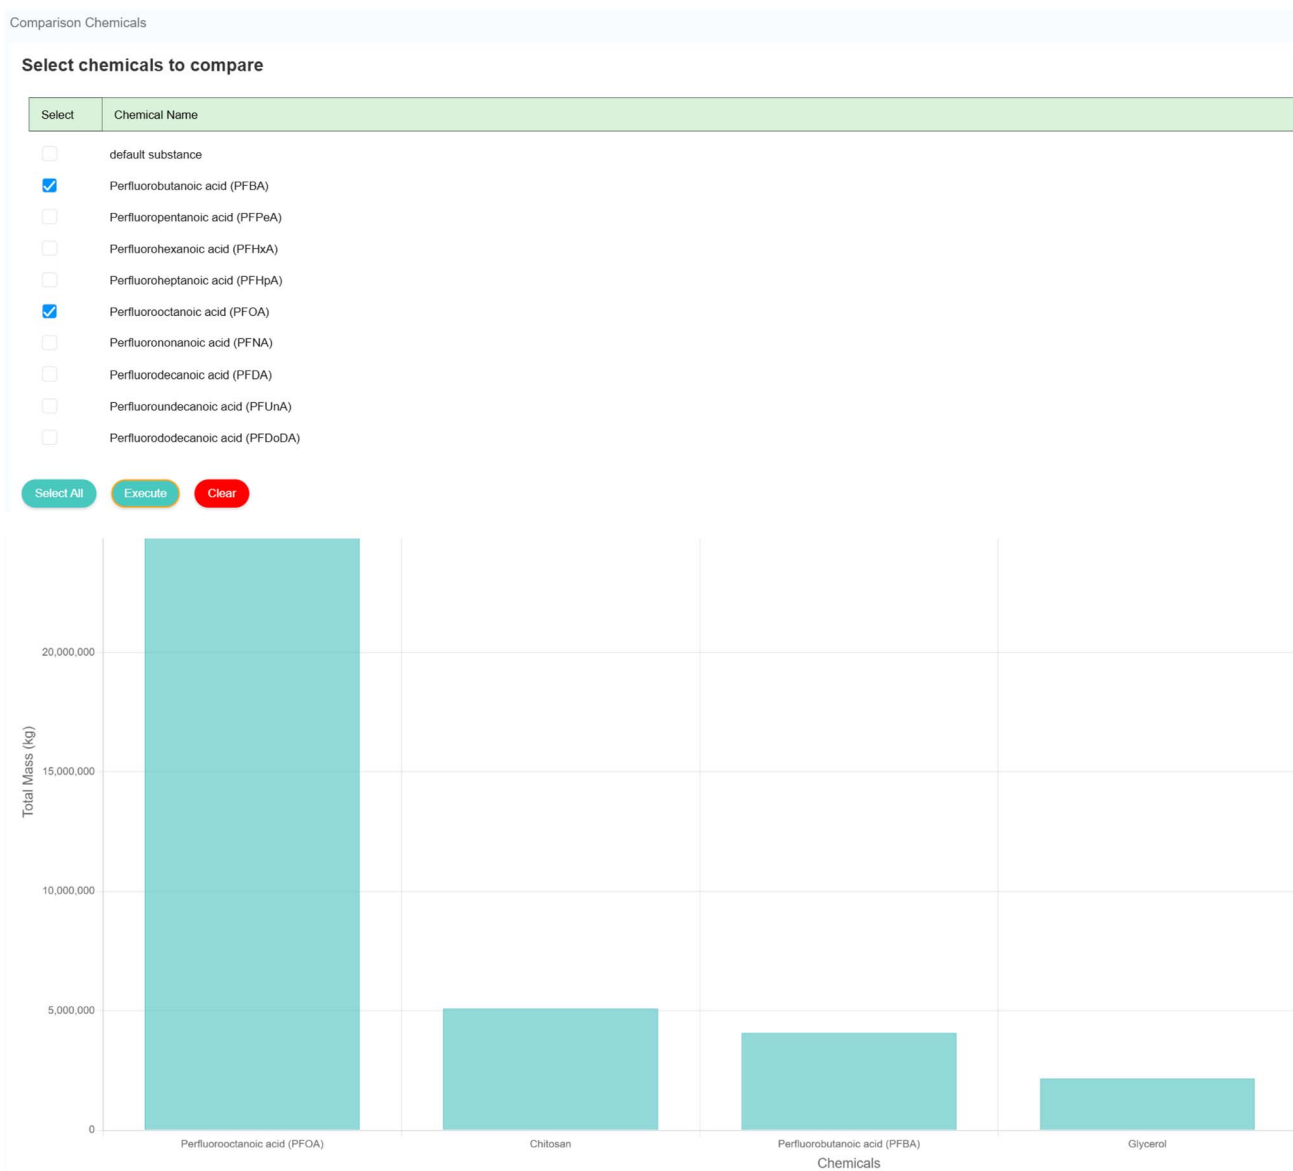 Comparison Chemicals
Select chemicals to compare
Select Chemical Name
default substance
Perfluorobutanoic acid (PFBA)
Perfluoropentanoic acid (PFPeA)
Perfluorohexanoic acid (PFHxA)
Perfluoroheptanoic acid (PFHpA)
Perfluorooctanoic acid (PFOA)
Perfluorononanoic acid (PFNA)
Perfluorodecanoic acid (PFDA)
Perfluoroundecanoic acid (PFUnA)
Perfluorododecanoic acid (PFDoDA)
Select All Execute Clear
Total Mass (kg)
20,000,000
15,000,000
10,000,000
5,000,000
0
Perfluorooctanoic acid (PFOA) Chitosan Perfluorobutanoic acid (PFBA) Glycerol
Chemicals